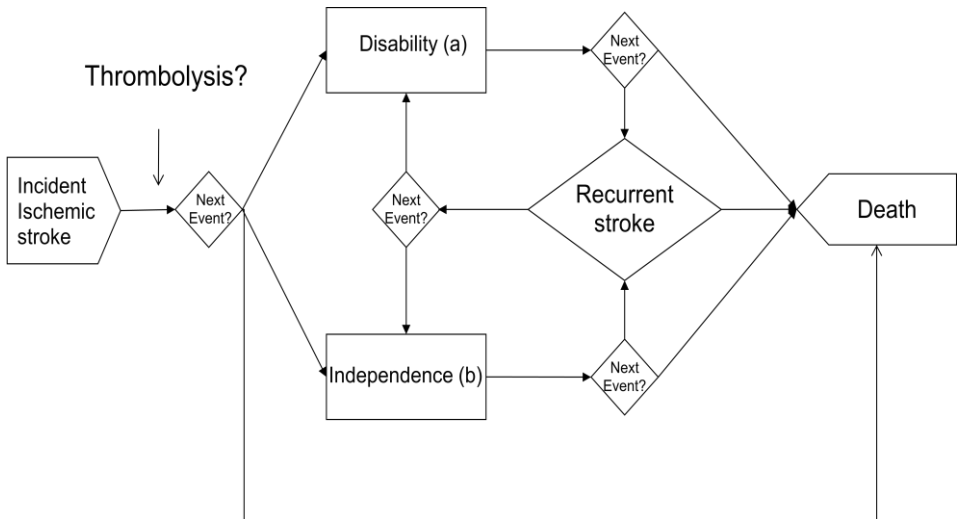 Thrombolysis?
Incident
Ischemic
stroke
Next
Event?
Disability (a)
Next
Event?
Next
Event?
Recurrent
stroke
Death
Independence (b)
Next
Event?